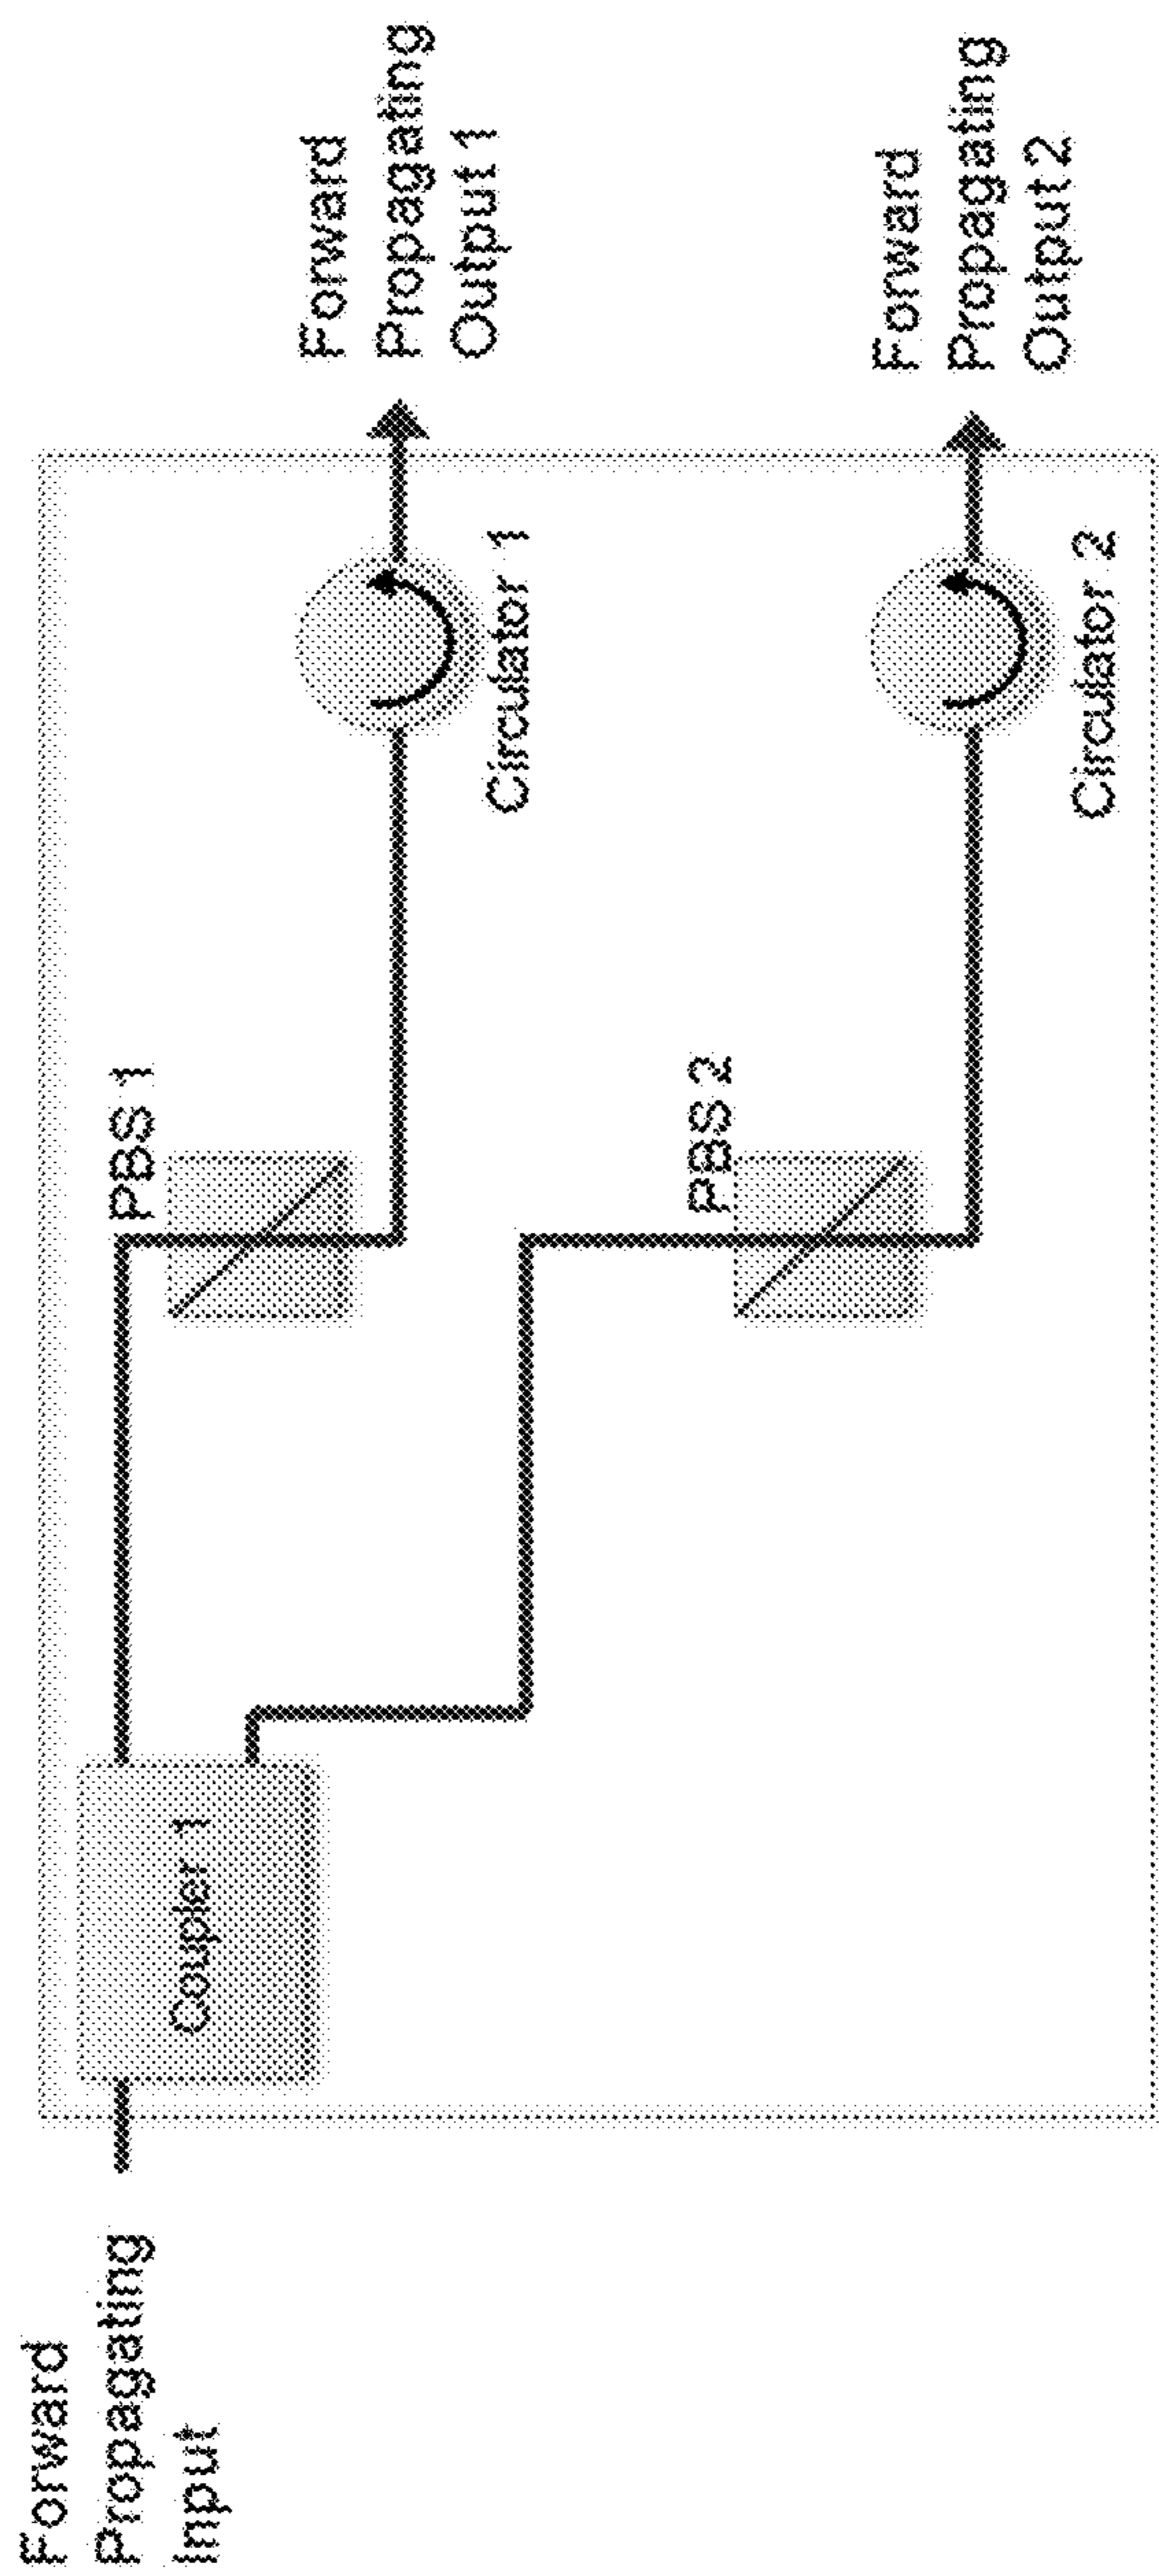 Forward
Propagating
Input
Coupler 1
PBS 1
PBS 2
Circulator 1
Circulator 2
Forward
Propagating
Output 1
Forward
Propagating
Output 2